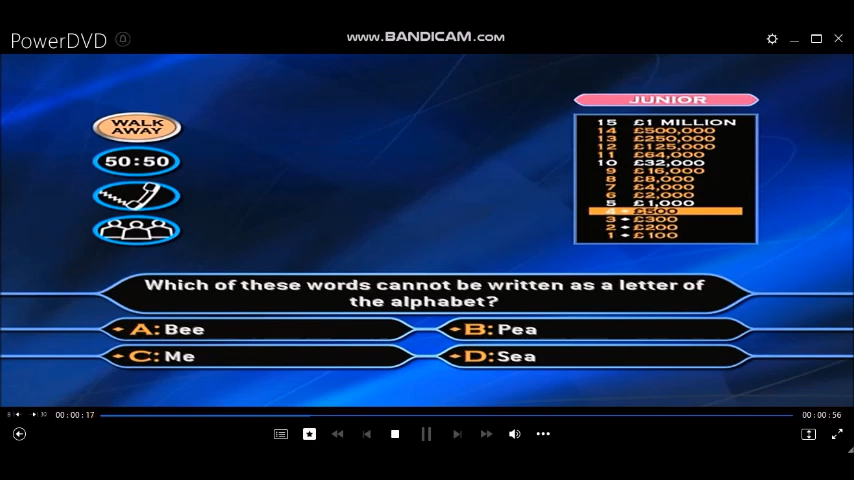 PowerDVD
www.BANDICAM.com
WALK
AWAY
50:50
JUNIOR
15 £1 MILLION
14 £500,000
13 £250,000
12 £125,000
11 £64,000
10 £32,000
9 £16,000
8 £8,000
7 £4,000
6 £2,000
5 £1,000
4 £500
3 £300
2 £200
1 £100
Which of these words cannot be written as a letter of
the alphabet?
A: Bee
B: Pea
C: Me
D: Sea
00:00:17
00:00:56